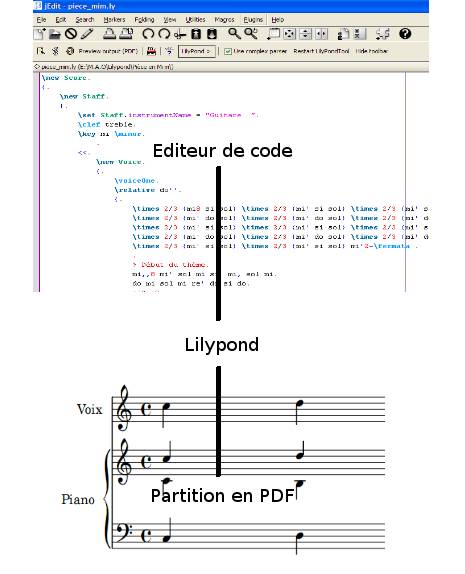 jEdit - piece_mim.ly
File Edit Search Markers Folding View Utilities Macros Plugins Help
Preview output (PDF) LilyPond > Use complex parser Restart LilyPondTool Hide toolbar
piece_mim.ly (E:\M.A.O\Lilypond\Pièce en Mim\)
\new Score.
{.
\new Staff.
{.
\set Staff.instrumentName = "Guitare ".
\clef treble.
\key mi \minor.
.
<<.
Editeur de code
\new Voice.
{.
\voiceOne.
\relative do''.
{.
\times 2/3 {mi8 si sol} \times 2/3 {mi' si sol} \times 2/3 {mi' s
\times 2/3 {mi' do sol} \times 2/3 {mi' do sol} \times 2/3 {mi' d
\times 2/3 {mi' si sol} \times 2/3 {mi' si sol} \times 2/3 {mi' s
\times 2/3 {mi' do sol} \times 2/3 {mi' do sol} \times 2/3 {mi' d
\times 2/3 {mi' si sol} \times 2/3 {mi' si sol} mi'2-\fermata .
.
% Début du thème.
mi,,8 mi' sol mi si mi, sol mi.
do mi sol mi re' do si do.
Lilypond
Voix
Piano
Partition en PDF